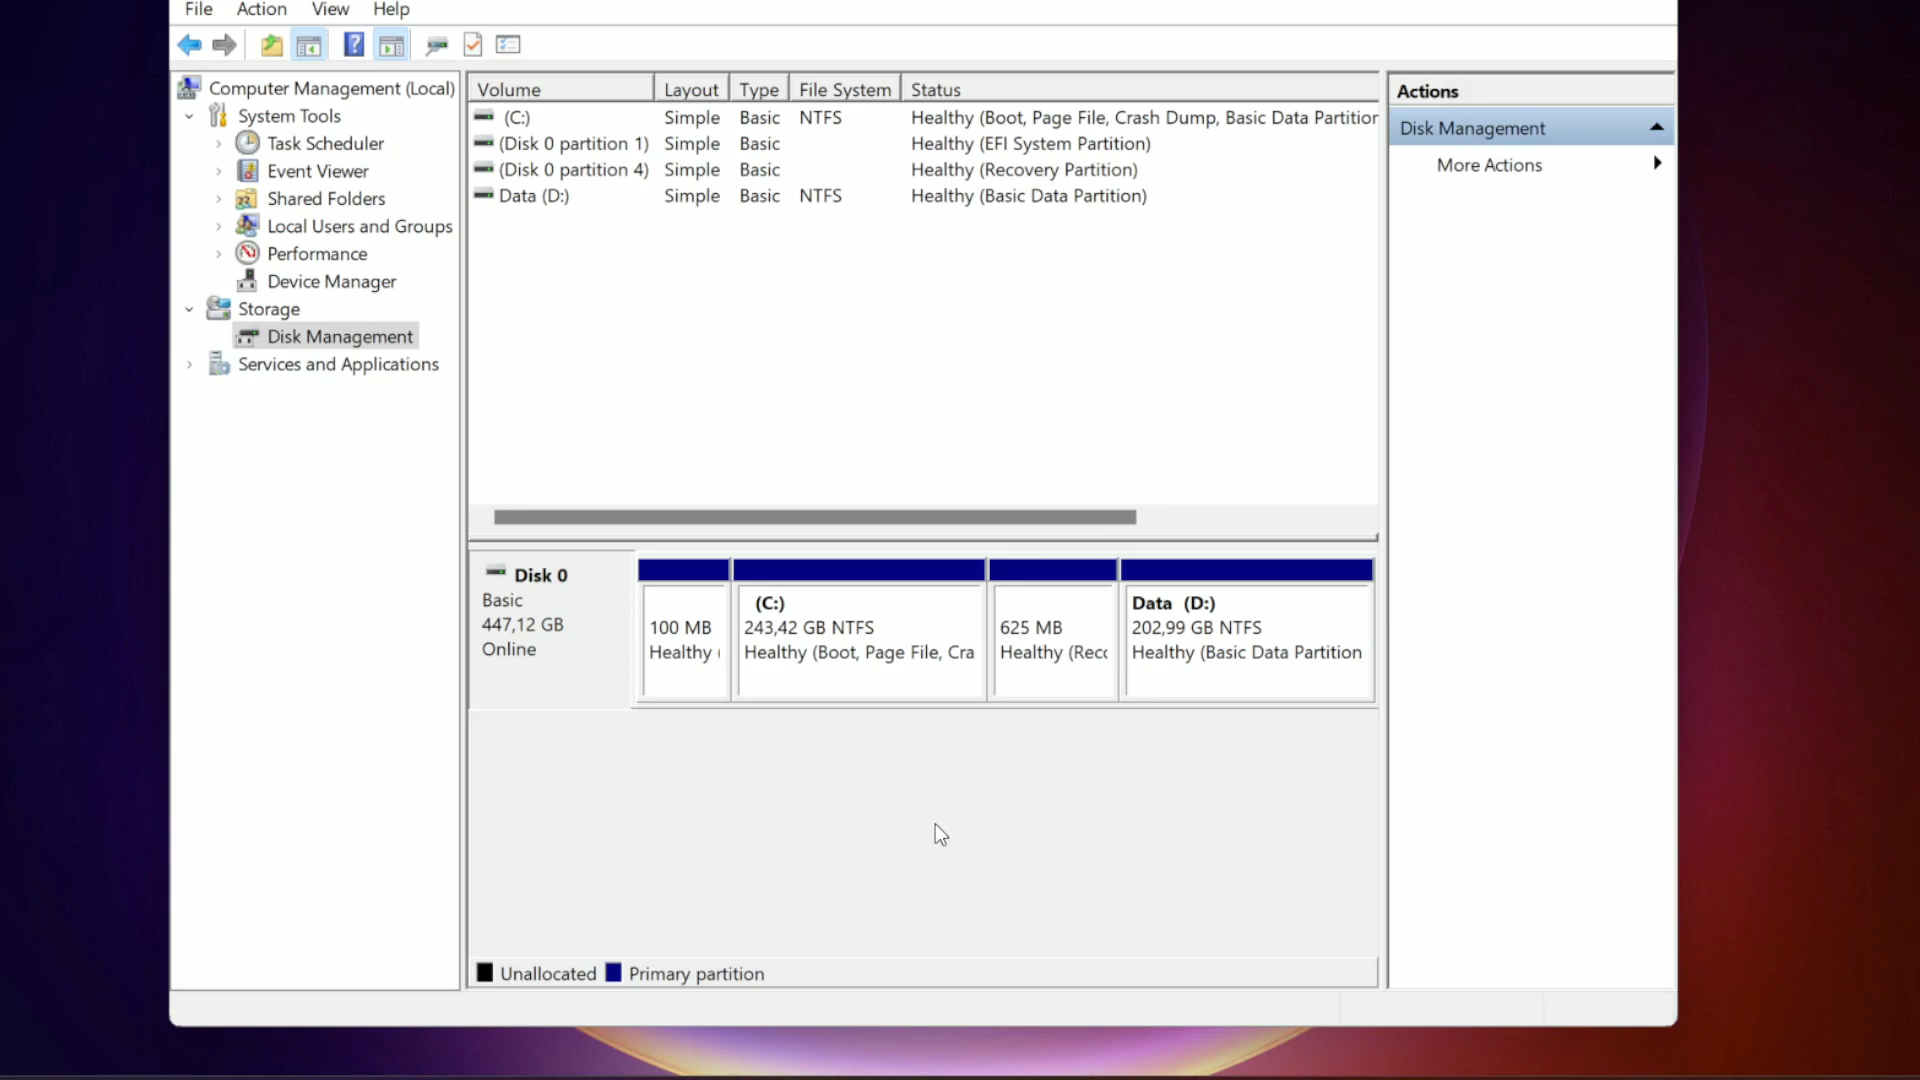 File Action View Help
Computer Management (Local)
System Tools
Task Scheduler
Event Viewer
Shared Folders
Local Users and Groups
Performance
Device Manager
Storage
Disk Management
Services and Applications
Volume Layout Type File System Status
(C:) Simple Basic NTFS Healthy (Boot, Page File, Crash Dump, Basic Data Partition
(Disk 0 partition 1) Simple Basic Healthy (EFI System Partition)
(Disk 0 partition 4) Simple Basic Healthy (Recovery Partition)
Data (D:) Simple Basic NTFS Healthy (Basic Data Partition)
Disk 0
Basic
447,12 GB
Online
100 MB
Healthy (
(C:)
243,42 GB NTFS
Healthy (Boot, Page File, Cra
625 MB
Healthy (Reco
Data (D:)
202,99 GB NTFS
Healthy (Basic Data Partition
Unallocated Primary partition
Actions
Disk Management
More Actions